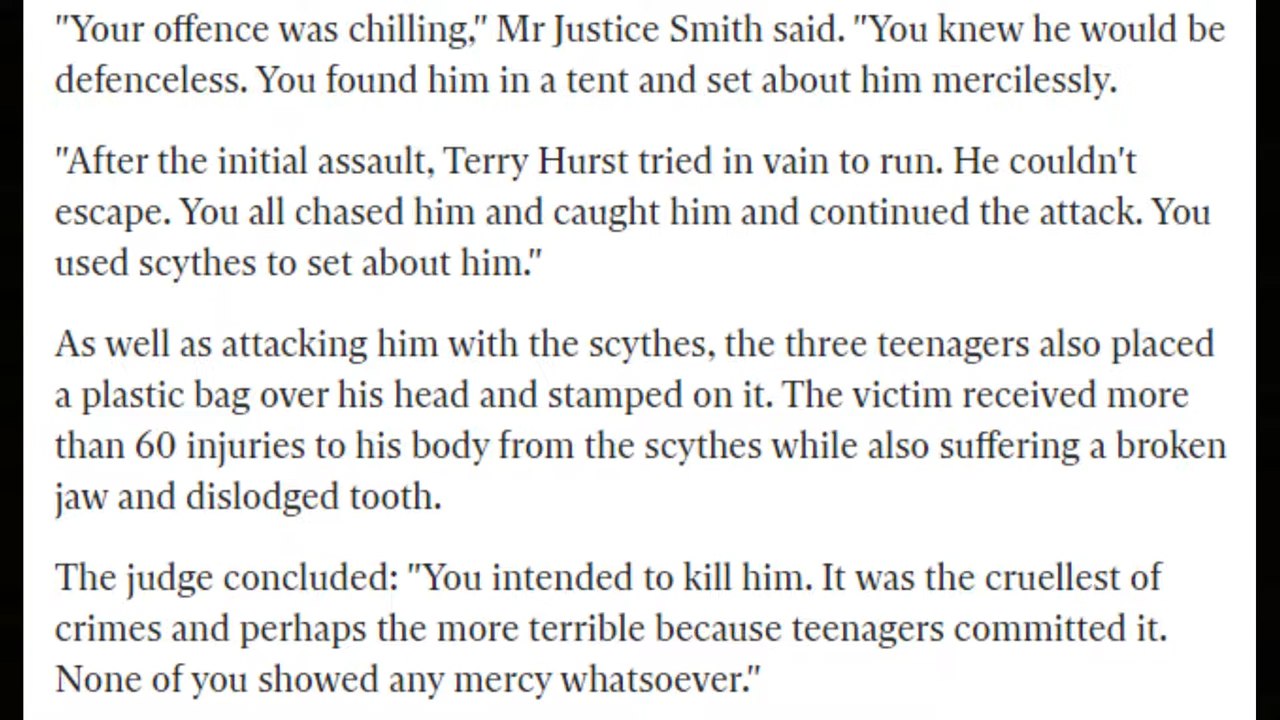 "Your offence was chilling," Mr Justice Smith said. "You knew he would be
defenceless. You found him in a tent and set about him mercilessly.
"After the initial assault, Terry Hurst tried in vain to run. He couldn't
escape. You all chased him and caught him and continued the attack. You
used scythes to set about him."
As well as attacking him with the scythes, the three teenagers also placed
a plastic bag over his head and stamped on it. The victim received more
than 60 injuries to his body from the scythes while also suffering a broken
jaw and dislodged tooth.
The judge concluded: "You intended to kill him. It was the cruellest of
crimes and perhaps the more terrible because teenagers committed it.
None of you showed any mercy whatsoever."